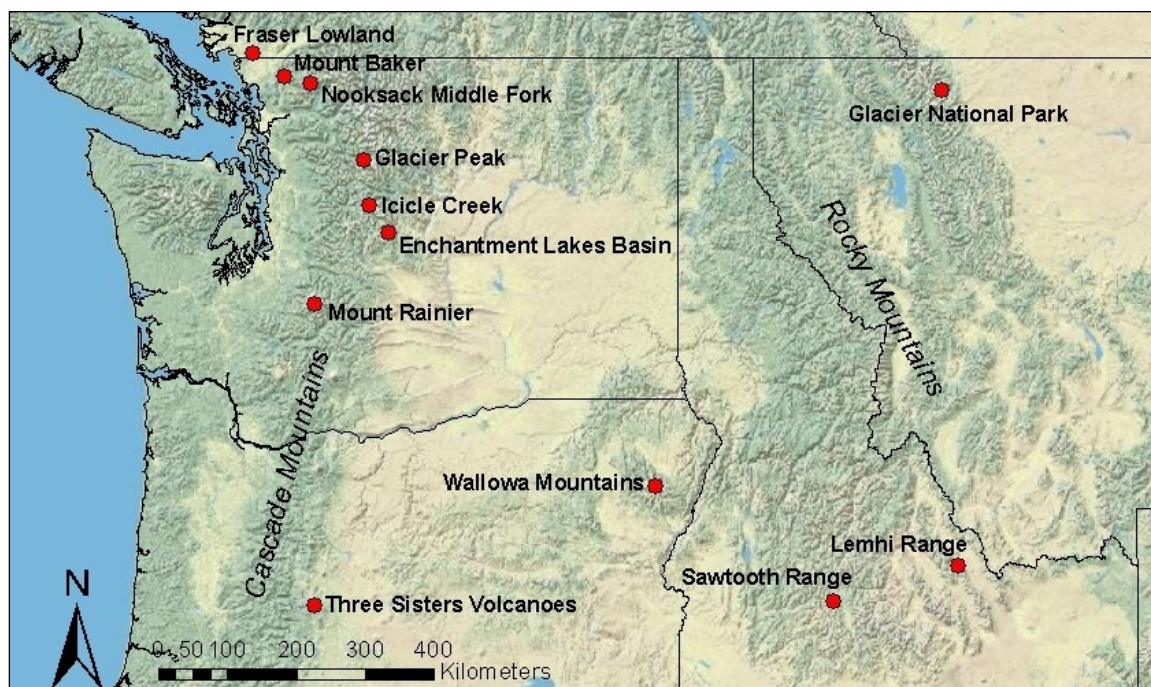 Fraser Lowland
Mount Baker
Nooksack Middle Fork
Glacier National Park
Glacier Peak
Icicle Creek
Enchantment Lakes Basin
Mount Rainier
Rocky Mountains
Cascade Mountains
Wallowa Mountains
Lemhi Range
Sawtooth Range
Three Sisters Volcanoes
N
0 50 100 200 300 400
Kilometers